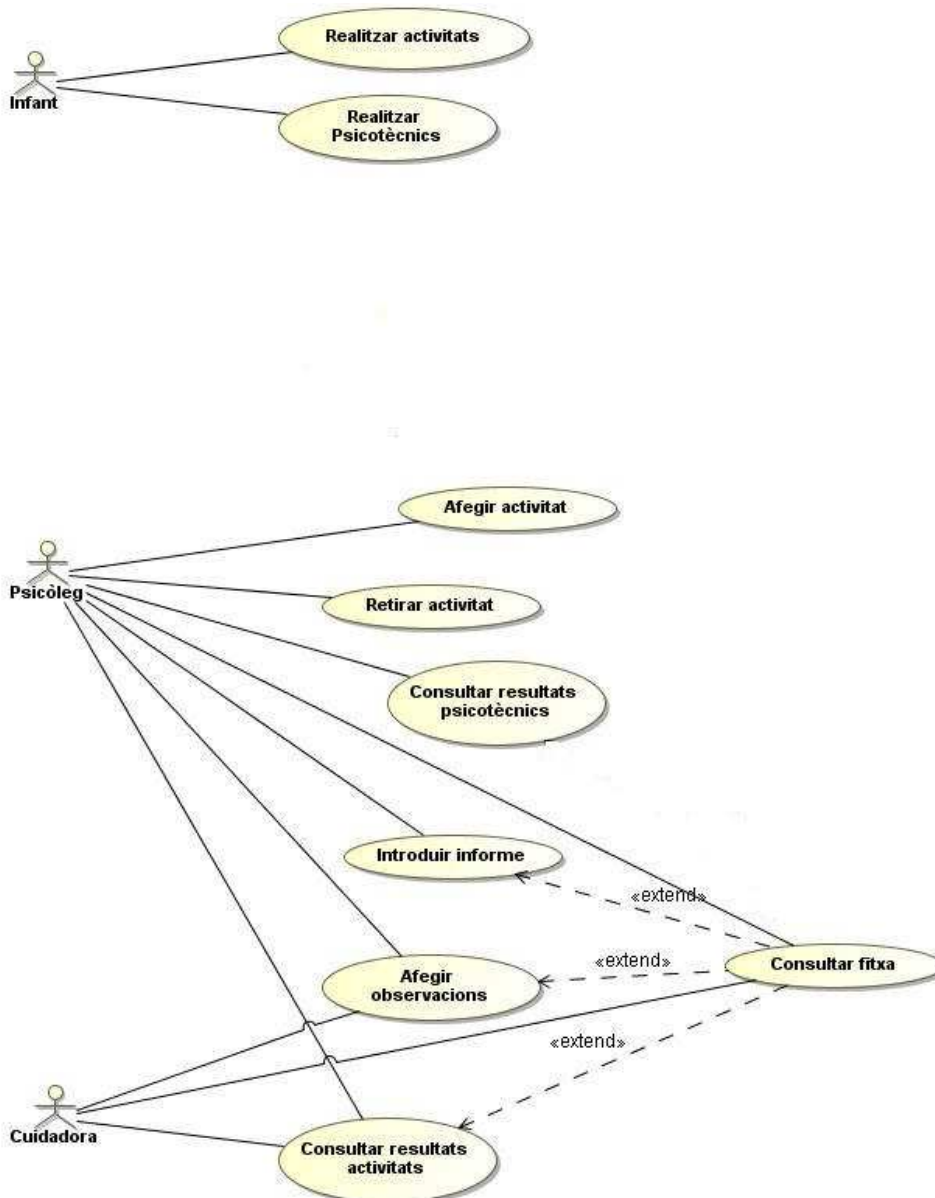 Realitzar activitats
Infant
Realitzar
Psicotècnics
Afegir activitat
Psicòleg
Retirar activitat
Consultar resultats
psicotècnics
Introduir informe
«extend»
«extend»
Consultar fitxa
Afegir
observacions
«extend»
Cuidadora
Consultar resultats
activitats